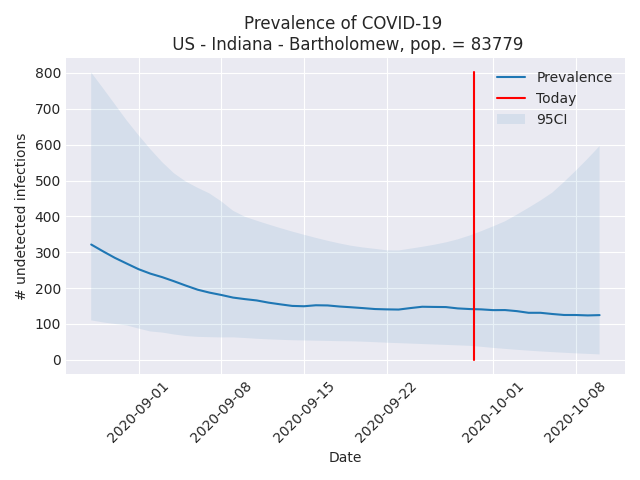 Prevalence of COVID-19
US - Indiana - Bartholomew, pop. = 83779
Prevalence
Today
95CI
800
700
600
500
400
300
200
100
0
# undetected infections
2020-09-01
2020-09-08
2020-09-15
2020-09-22
2020-10-01
2020-10-08
Date